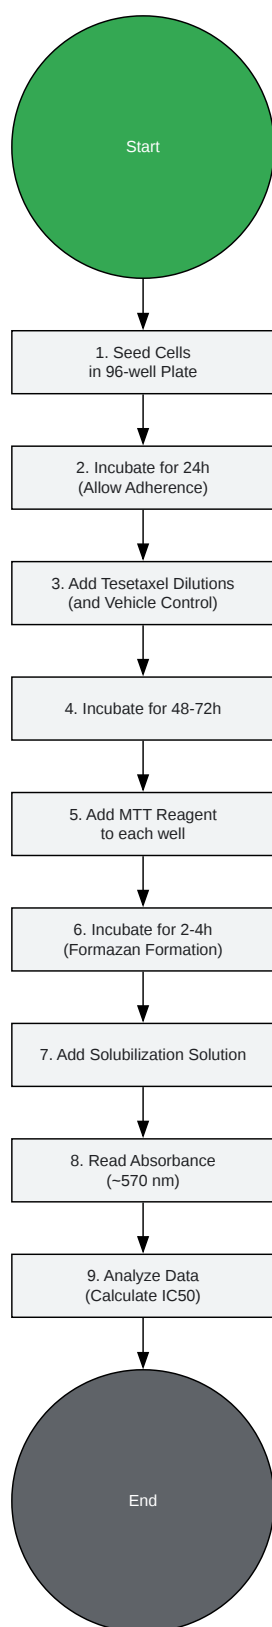 Start
1. Seed Cells
in 96-well Plate
2. Incubate for 24h
(Allow Adherence)
3. Add Tesetaxel Dilutions
(and Vehicle Control)
4. Incubate for 48-72h
5. Add MTT Reagent
to each well
6. Incubate for 2-4h
(Formazan Formation)
7. Add Solubilization Solution
8. Read Absorbance
(~570 nm)
9. Analyze Data
(Calculate IC50)
End